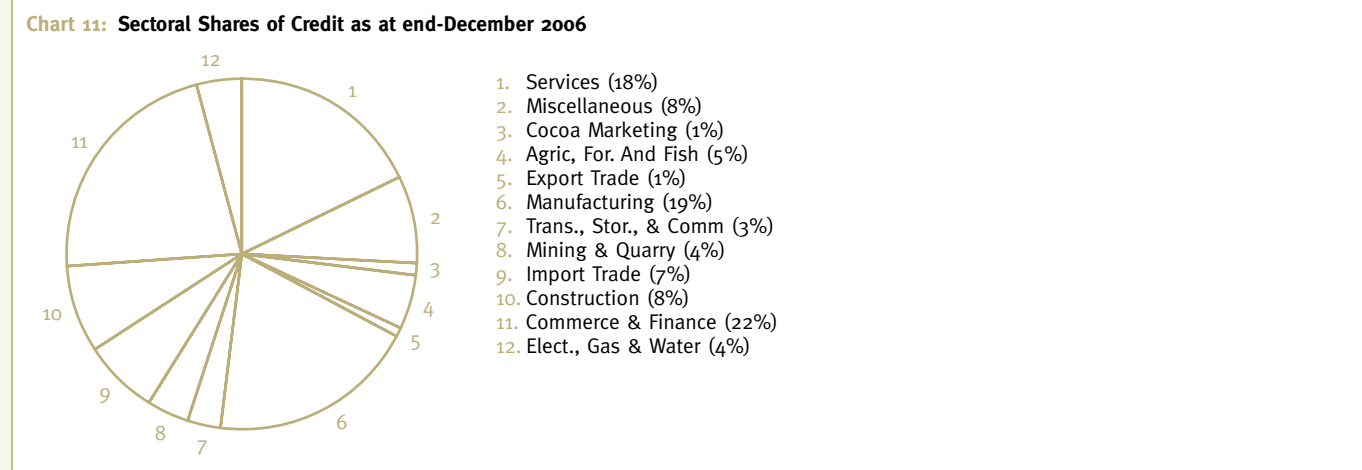 Chart 11: Sectoral Shares of Credit as at end-December 2006
12
1
11
2
3
10
4
5
9
6
8
7
1. Services (18%)
2. Miscellaneous (8%)
3. Cocoa Marketing (1%)
4. Agric, For. And Fish (5%)
5. Export Trade (1%)
6. Manufacturing (19%)
7. Trans., Stor., & Comm (3%)
8. Mining & Quarry (4%)
9. Import Trade (7%)
10. Construction (8%)
11. Commerce & Finance (22%)
12. Elect., Gas & Water (4%)